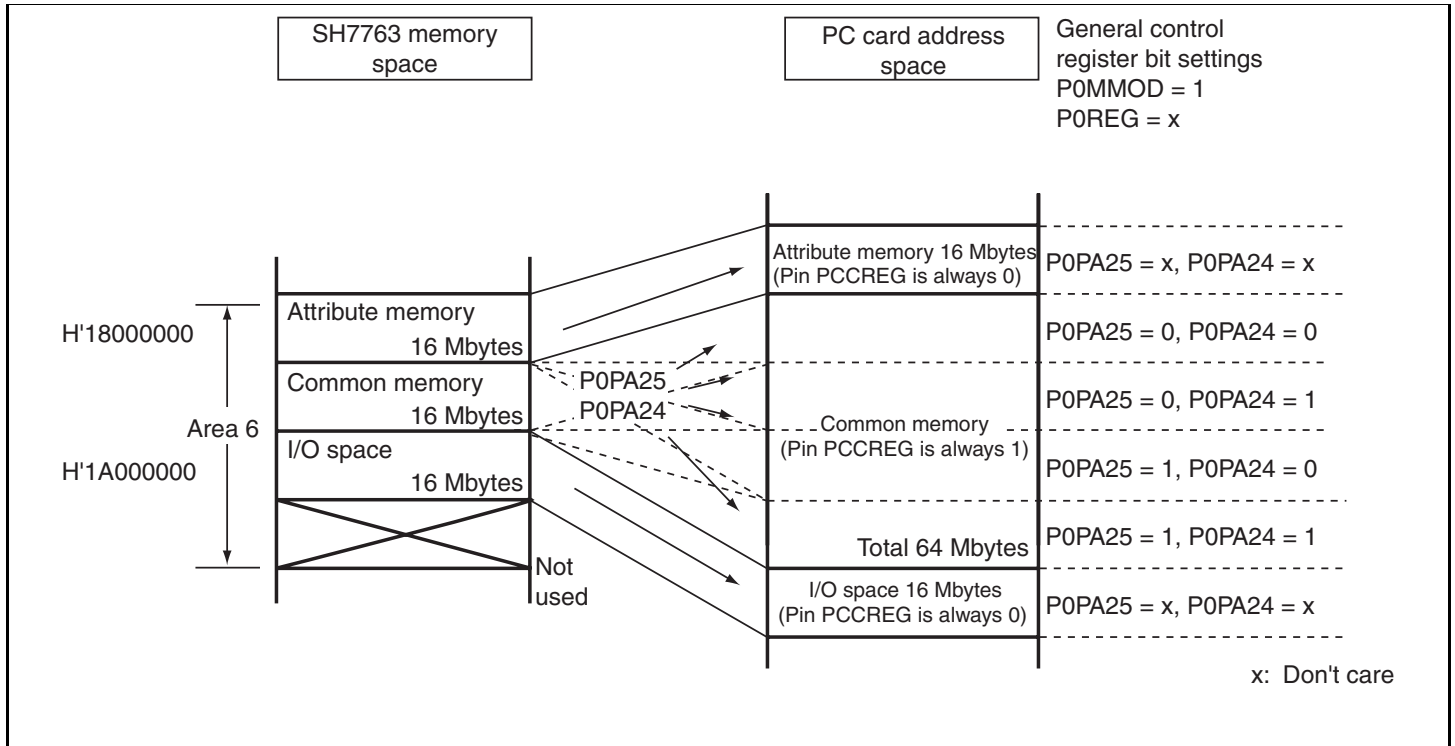 SH7763 memory
space
PC card address
space
General control
register bit settings
P0MMOD = 1
P0REG = x
H'18000000
Area 6
H'1A000000
Attribute memory
16 Mbytes
Common memory
16 Mbytes
I/O space
16 Mbytes
Not
used
P0PA25
P0PA24
Attribute memory 16 Mbytes
(Pin PCCREG is always 0)
Common memory
(Pin PCCREG is always 1)
Total 64 Mbytes
I/O space 16 Mbytes
(Pin PCCREG is always 0)
P0PA25 = x, P0PA24 = x
P0PA25 = 0, P0PA24 = 0
P0PA25 = 0, P0PA24 = 1
P0PA25 = 1, P0PA24 = 0
P0PA25 = 1, P0PA24 = 1
P0PA25 = x, P0PA24 = x
x: Don't care